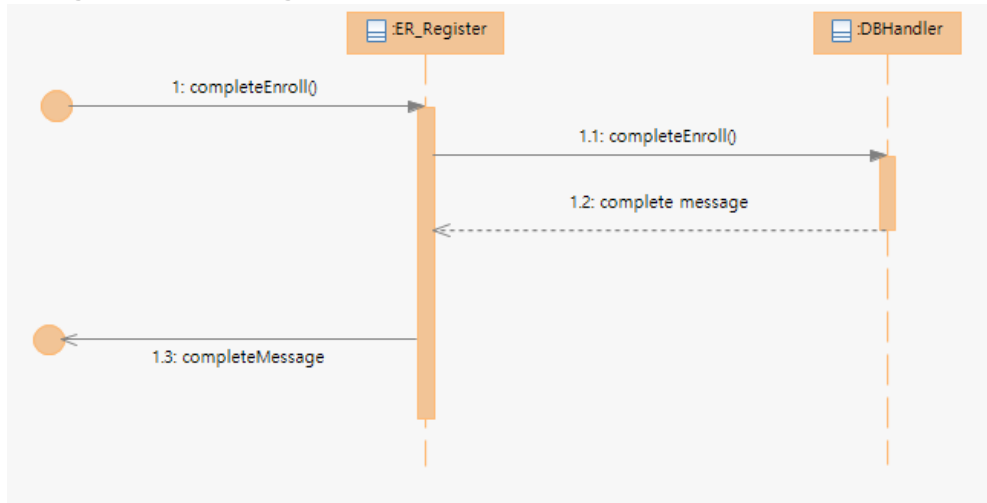 :ER_Register
:DBHandler
1: completeEnroll()
1.1: completeEnroll()
1.2: complete message
1.3: completeMessage